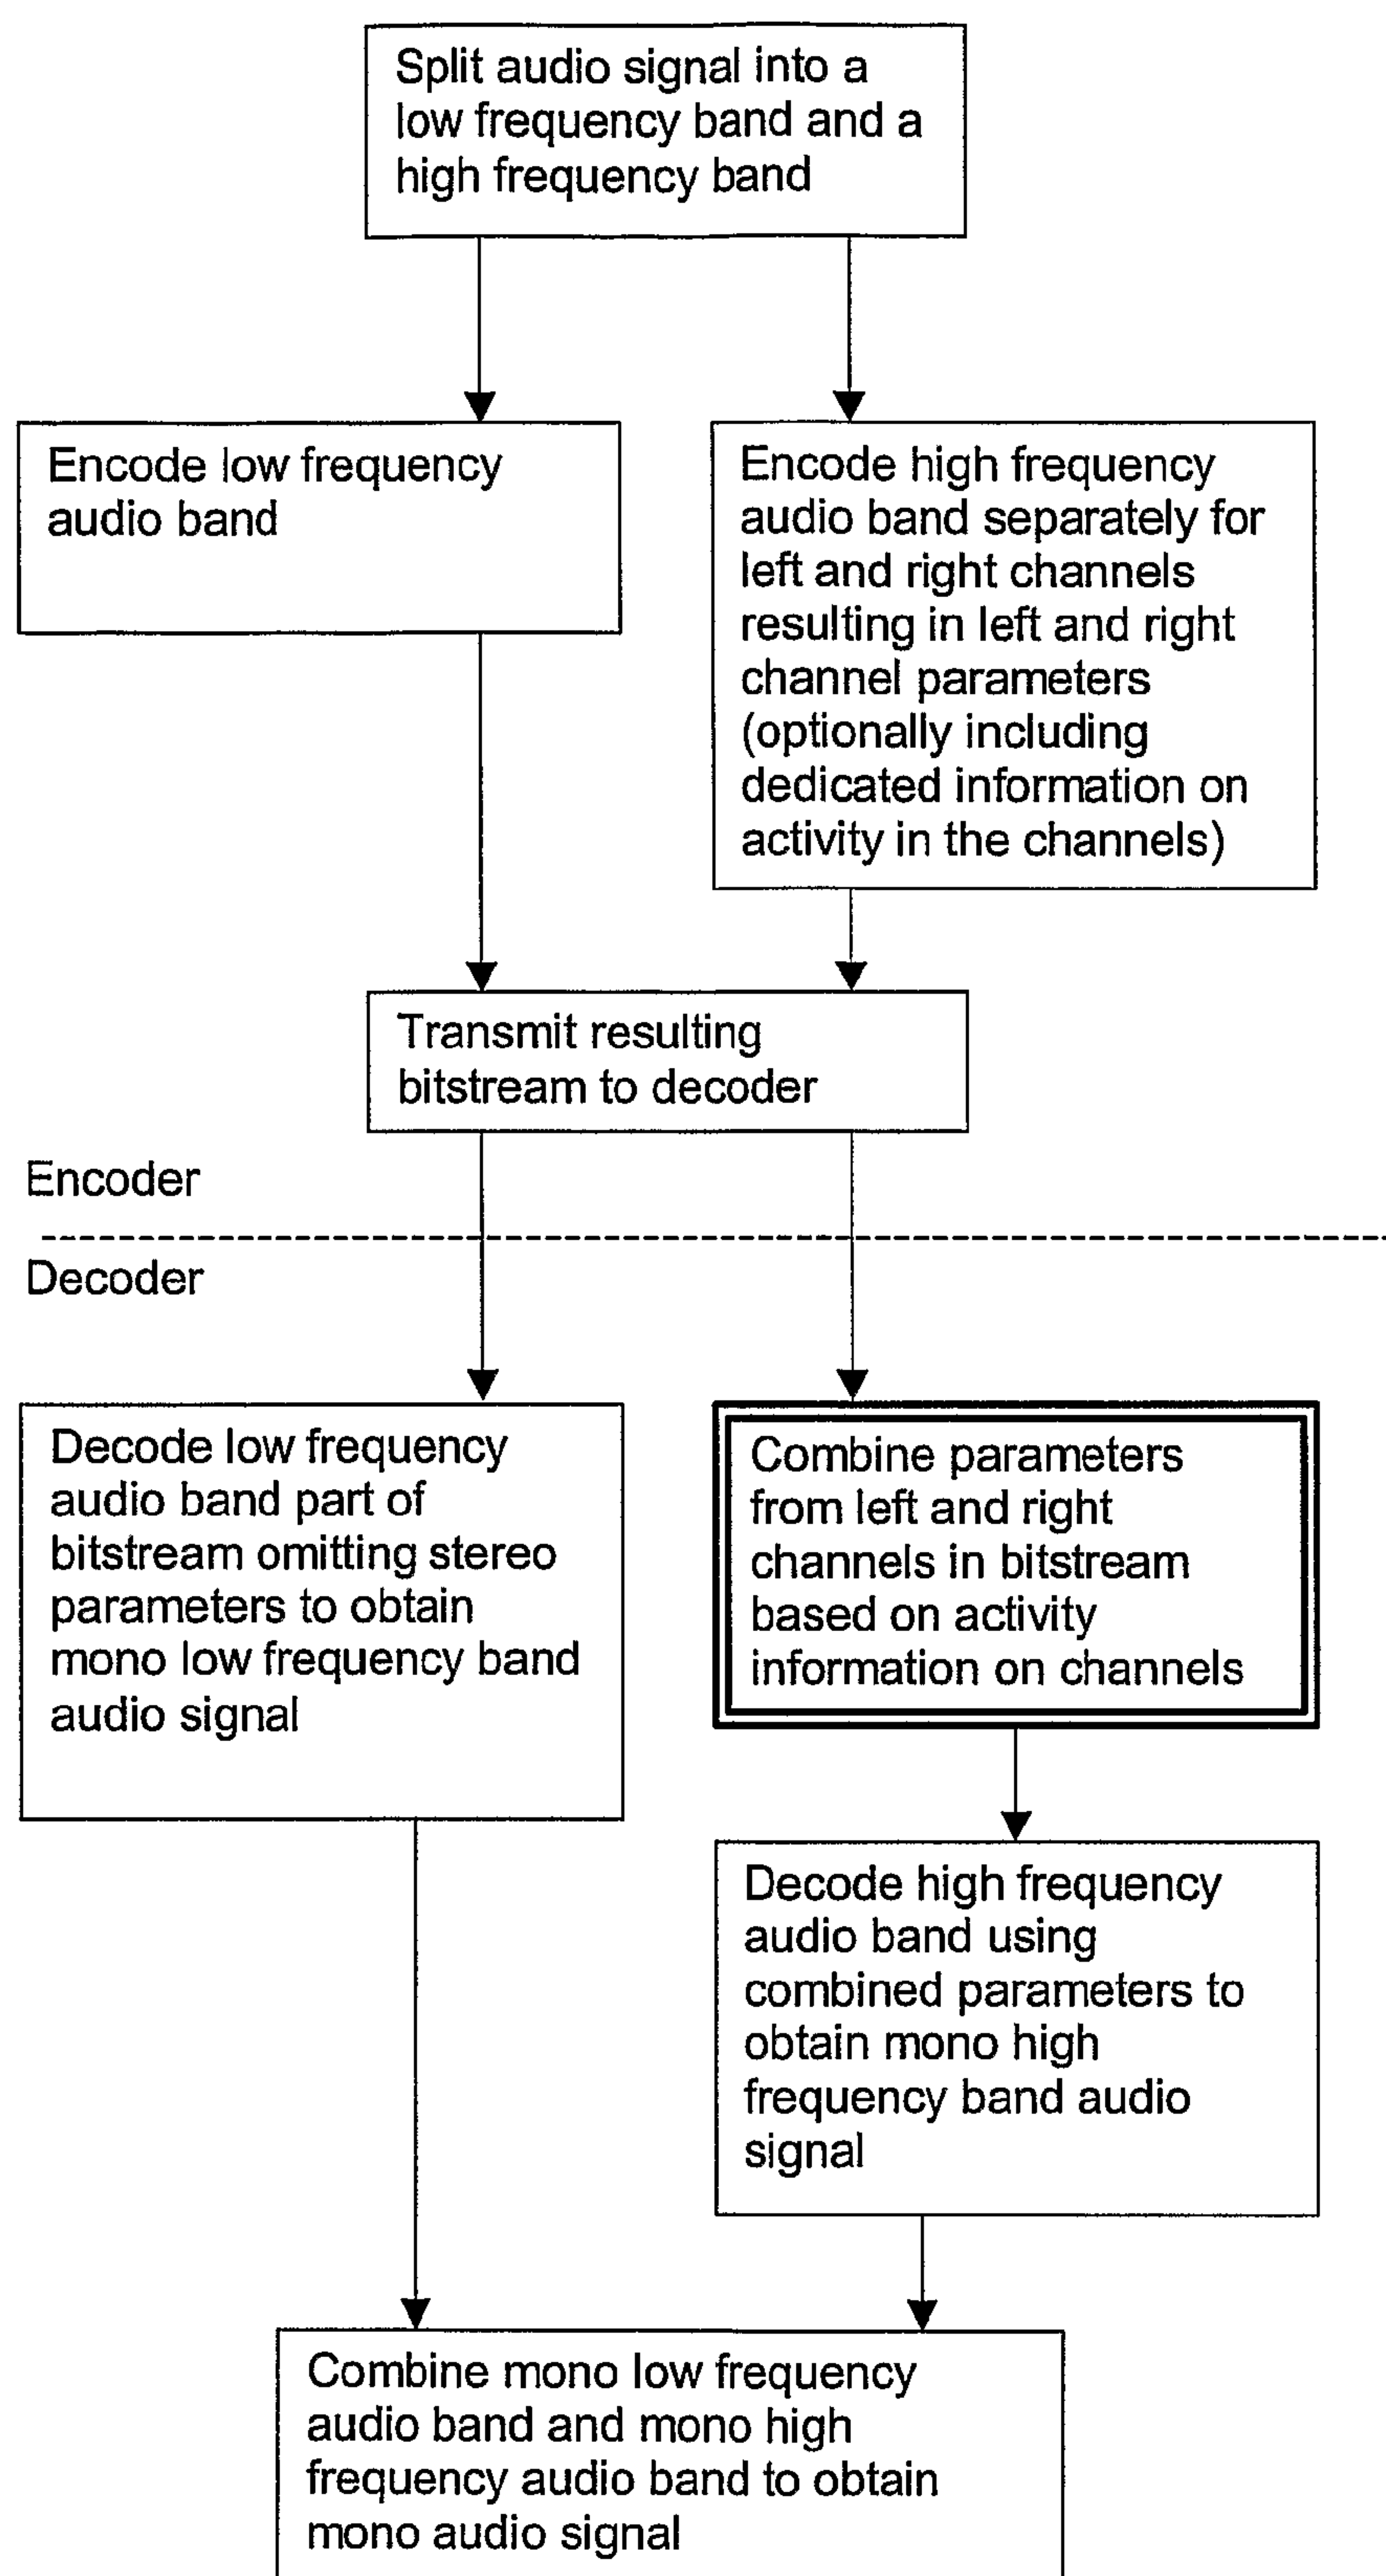 Split audio signal into a
low frequency band and a
high frequency band
Encode low frequency
audio band
Encode high frequency
audio band separately for
left and right channels
resulting in left and right
channel parameters
(optionally including
dedicated information on
activity in the channels)
Transmit resulting
bitstream to decoder
Encoder
Decoder
Decode low frequency
audio band part of
bitstream omitting stereo
parameters to obtain
mono low frequency band
audio signal
Combine parameters
from left and right
channels in bitstream
based on activity
information on channels
Decode high frequency
audio band using
combined parameters to
obtain mono high
frequency band audio
signal
Combine mono low frequency
audio band and mono high
frequency audio band to obtain
mono audio signal